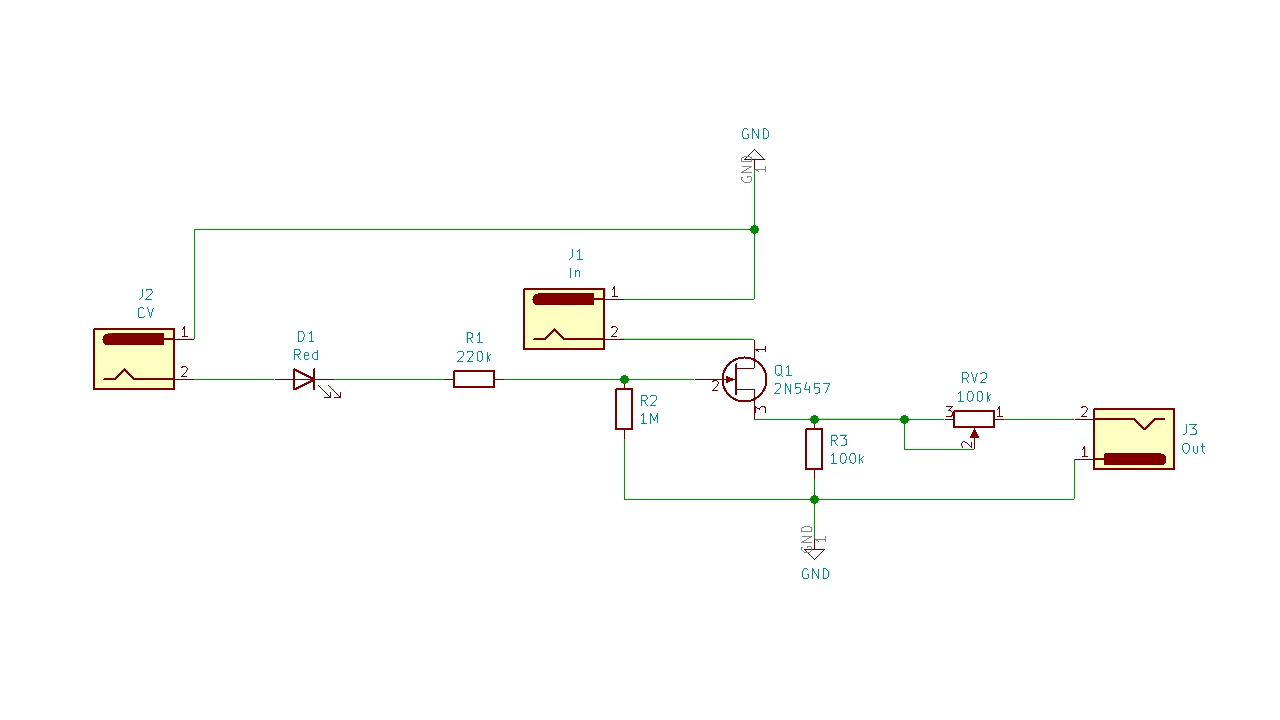 GND
GND
1
J1
In
1
2
J2
CV
1
2
D1
Red
R1
220k
R2
1M
1
2
3
Q1
2N5457
R3
100k
RV2
100k
3
1
2
2
1
J3
Out
GND
1
GND